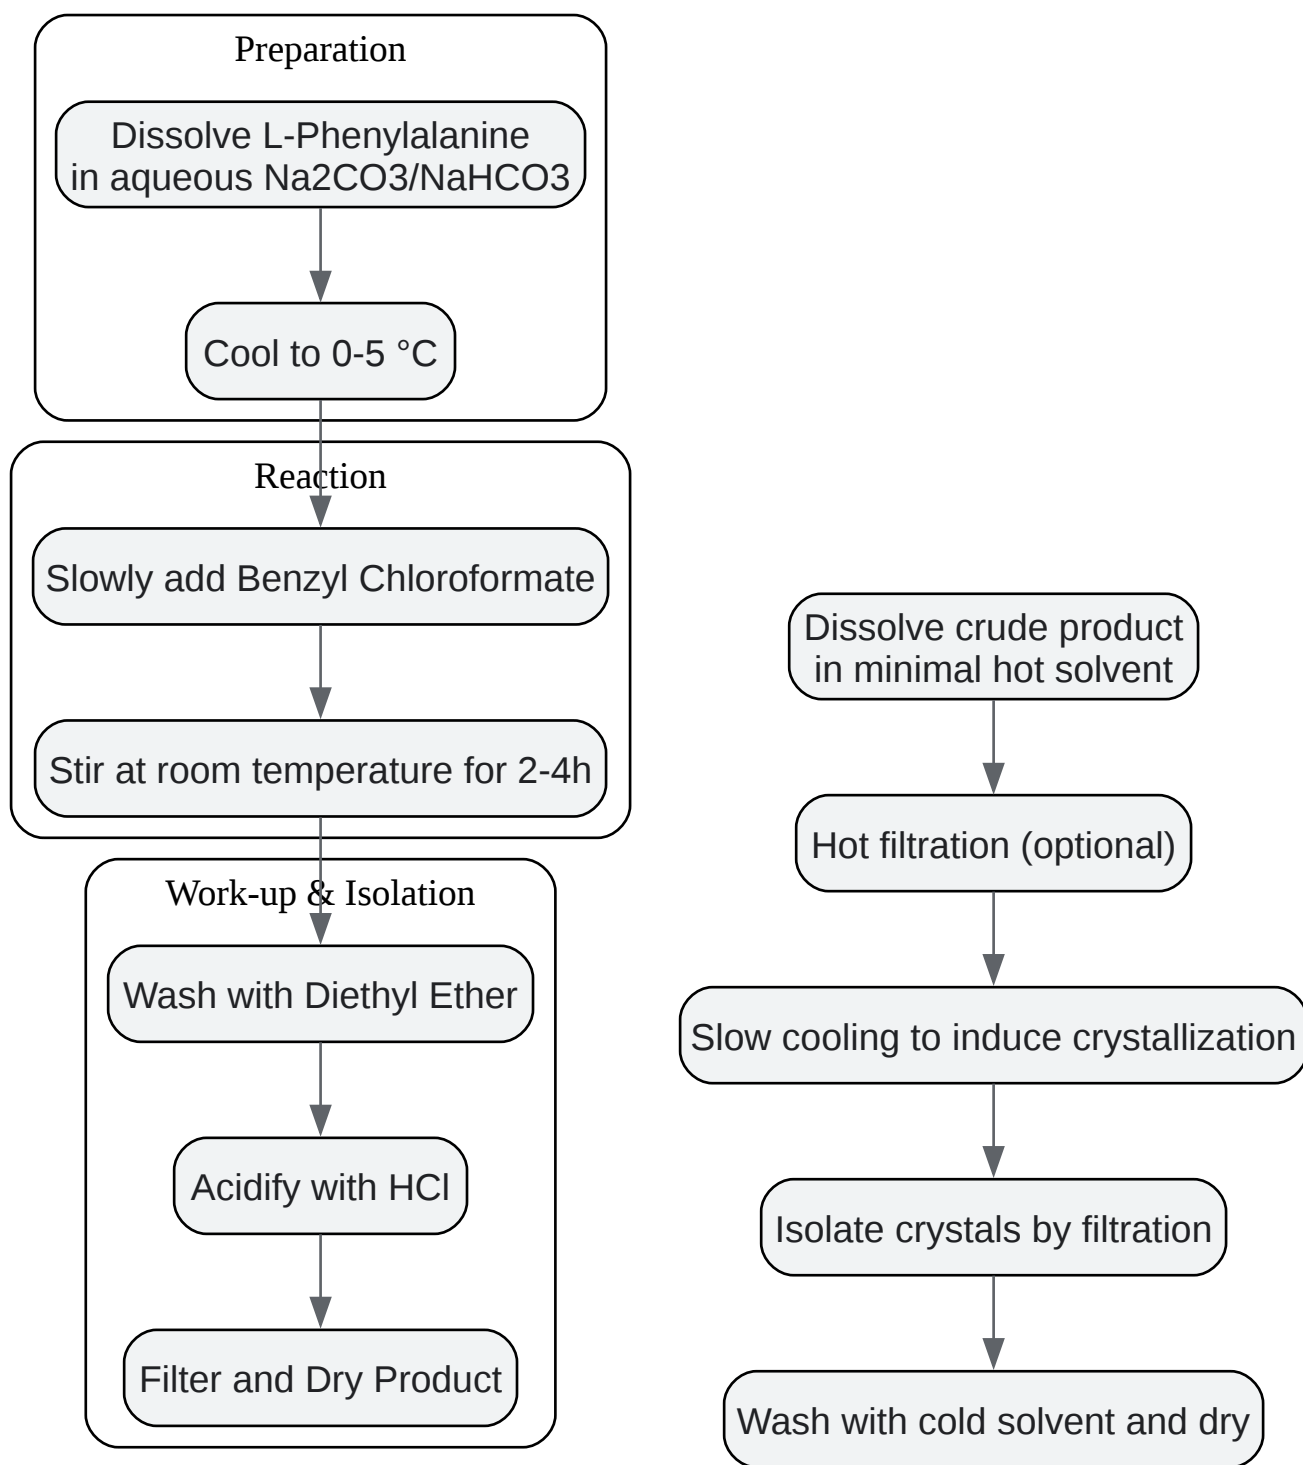 Preparation
Dissolve L-Phenylalanine
in aqueous Na2CO3/NaHCO3
Cool to 0-5 °C
Reaction
Slowly add Benzyl Chloroformate
Stir at room temperature for 2-4h
Work-up & Isolation
Wash with Diethyl Ether
Acidify with HCl
Filter and Dry Product
Dissolve crude product
in minimal hot solvent
Hot filtration (optional)
Slow cooling to induce crystallization
Isolate crystals by filtration
Wash with cold solvent and dry